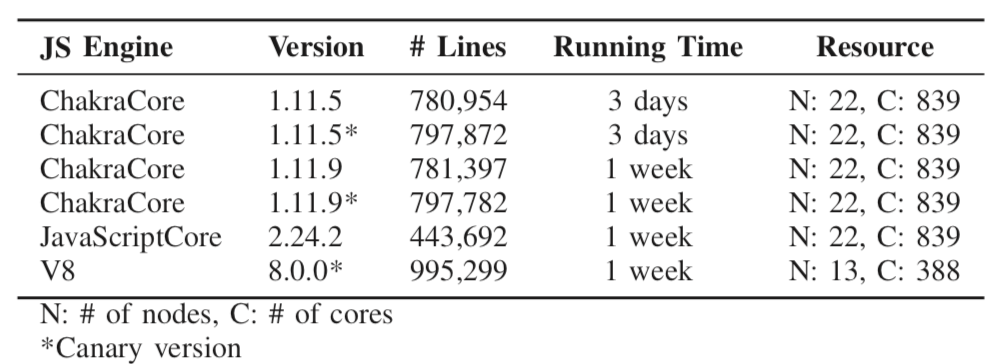 JS Engine Version # Lines Running Time Resource
ChakraCore 1.11.5 780,954 3 days N: 22, C: 839
ChakraCore 1.11.5* 797,872 3 days N: 22, C: 839
ChakraCore 1.11.9 781,397 1 week N: 22, C: 839
ChakraCore 1.11.9* 797,782 1 week N: 22, C: 839
JavaScriptCore 2.24.2 443,692 1 week N: 22, C: 839
V8 8.0.0* 995,299 1 week N: 13, C: 388
N: # of nodes, C: # of cores
*Canary version